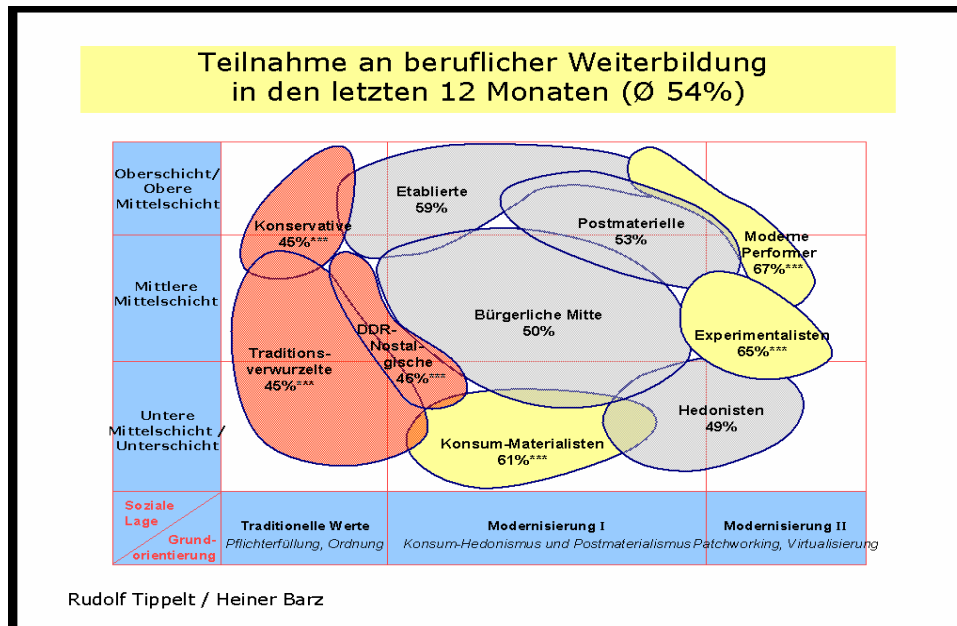 Teilnahme an beruflicher Weiterbildung
in den letzten 12 Monaten (Ø 54%)
Oberschicht/
Obere
Mittelschicht
Etablierte
59%
Konservative
45%***
Postmaterielle
53%
Moderne
Performer
67%***
Mittlere
Mittelschicht
Bürgerliche Mitte
50%
DDR-
Nostal-
gische
46%***
Experimentalisten
65%***
Traditions-
verwurzelte
45%***
Untere
Mittelschicht /
Unterschicht
Konsum-Materialisten
61%***
Hedonisten
49%
Soziale
Lage
Grund-
orientierung
Traditionelle Werte
Pflichterfüllung, Ordnung
Modernisierung I
Konsum-Hedonismus und Postmaterialismus
Modernisierung II
Patchworking, Virtualisierung
Rudolf Tippelt / Heiner Barz